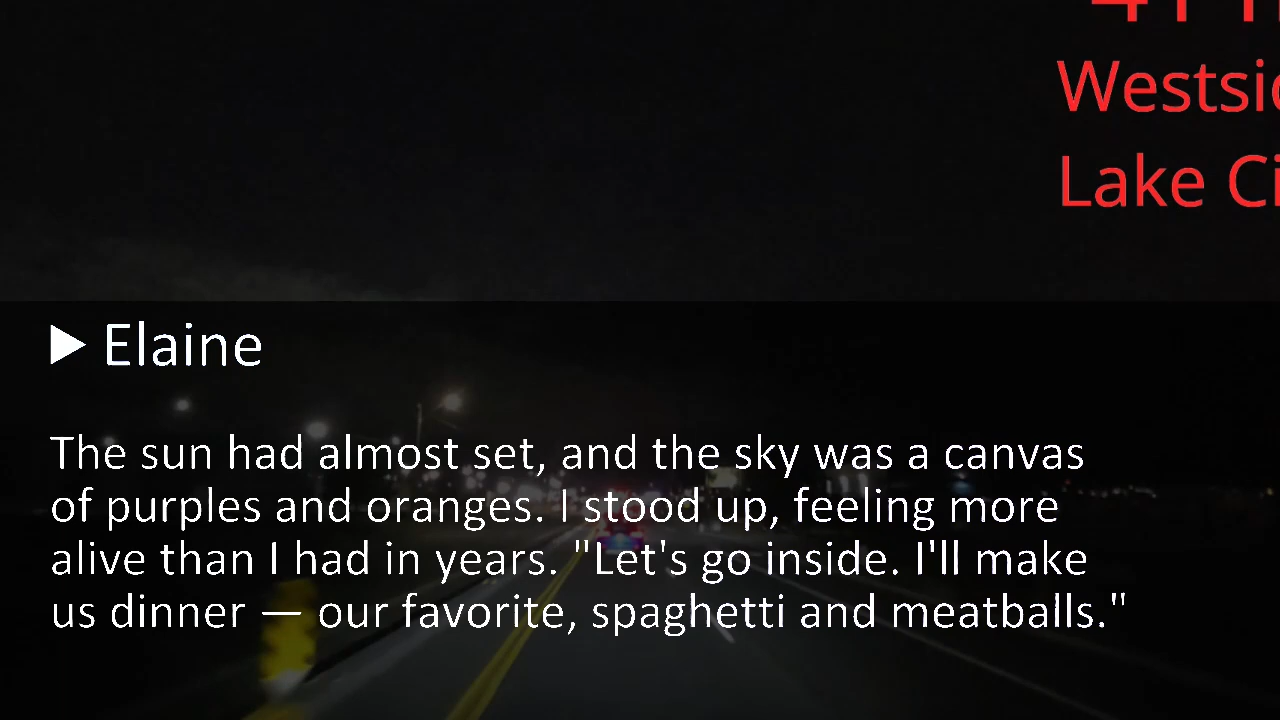 Westsi
Lake Ci
Elaine
The sun had almost set, and the sky was a canvas
of purples and oranges. I stood up, feeling more
alive than I had in years. "Let's go inside. I'll make
us dinner — our favorite, spaghetti and meatballs."